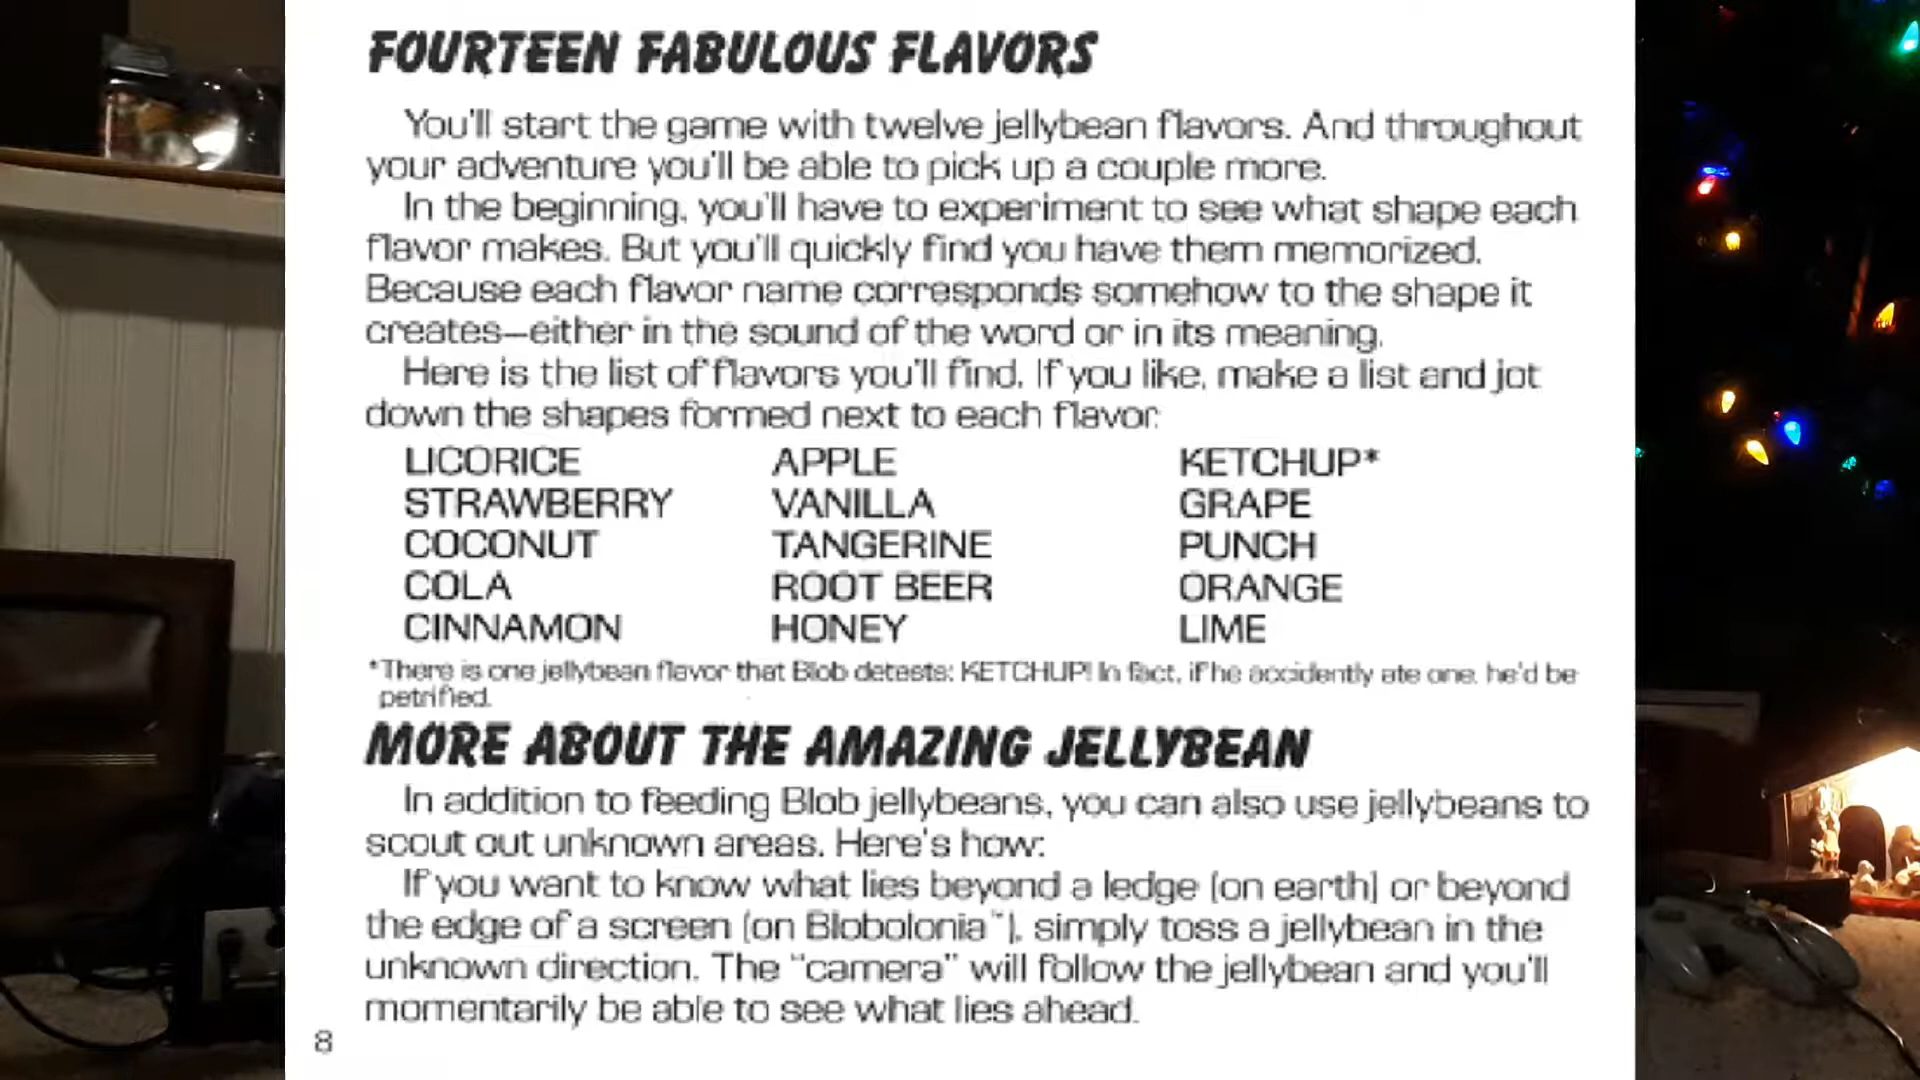 FOURTEEN FABULOUS FLAVORS
You'll start the game with twelve jellybean flavors. And throughout
your adventure you'll be able to pick up a couple more.
In the beginning, you'll have to experiment to see what shape each
flavor makes. But you'll quickly find you have them memorized.
Because each flavor name corresponds somehow to the shape it
creates—either in the sound of the word or in its meaning.
Here is the list of flavors you'll find. If you like, make a list and jot
down the shapes formed next to each flavor:
LICORICE APPLE KETCHUP*
STRAWBERRY VANILLA GRAPE
COCONUT TANGERINE PUNCH
COLA ROOT BEER ORANGE
CINNAMON HONEY LIME
*There is one jellybean flavor that Blob detests: KETCHUP! In fact, if he accidently ate one, he'd be
petrified.
MORE ABOUT THE AMAZING JELLYBEAN
In addition to feeding Blob jellybeans, you can also use jellybeans to
scout out unknown areas. Here's how:
If you want to know what lies beyond a ledge (on earth) or beyond
the edge of a screen (on Blobolonia™), simply toss a jellybean in the
unknown direction. The "camera" will follow the jellybean and you'll
momentarily be able to see what lies ahead.
8